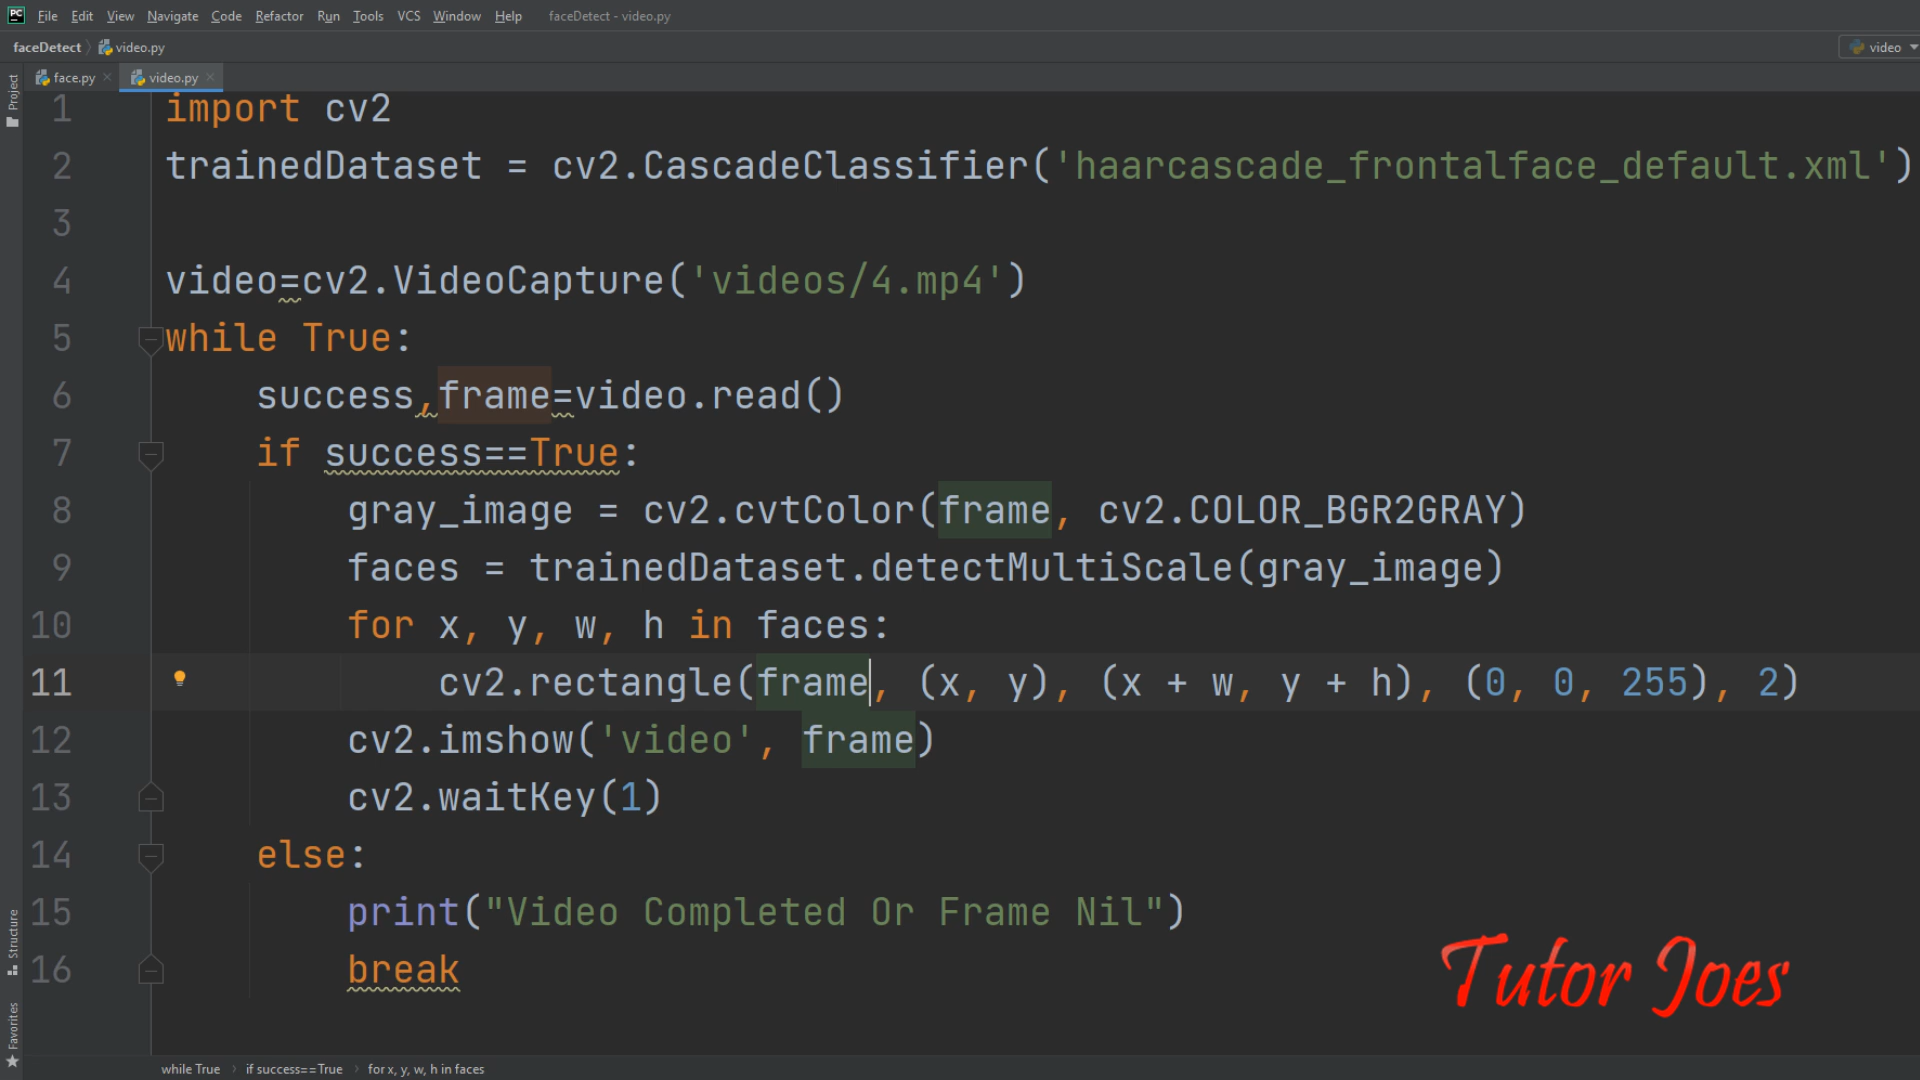 File Edit View Navigate Code Refactor Run Tools VCS Window Help faceDetect - video.py
faceDetect video.py video
face.py video.py
Project
1 import cv2
2 trainedDataset = cv2.CascadeClassifier('haarcascade_frontalface_default.xml')
3
4 video=cv2.VideoCapture('videos/4.mp4')
5 while True:
6 success,frame=video.read()
7 if success==True:
8 gray_image = cv2.cvtColor(frame, cv2.COLOR_BGR2GRAY)
9 faces = trainedDataset.detectMultiScale(gray_image)
10 for x, y, w, h in faces:
11 cv2.rectangle(frame, (x, y), (x + w, y + h), (0, 0, 255), 2)
12 cv2.imshow('video', frame)
13 cv2.waitKey(1)
14 else:
15 print("Video Completed Or Frame Nil")
16 break
Structure
Favorites
Tutor Joes
while True › if success==True › for x, y, w, h in faces